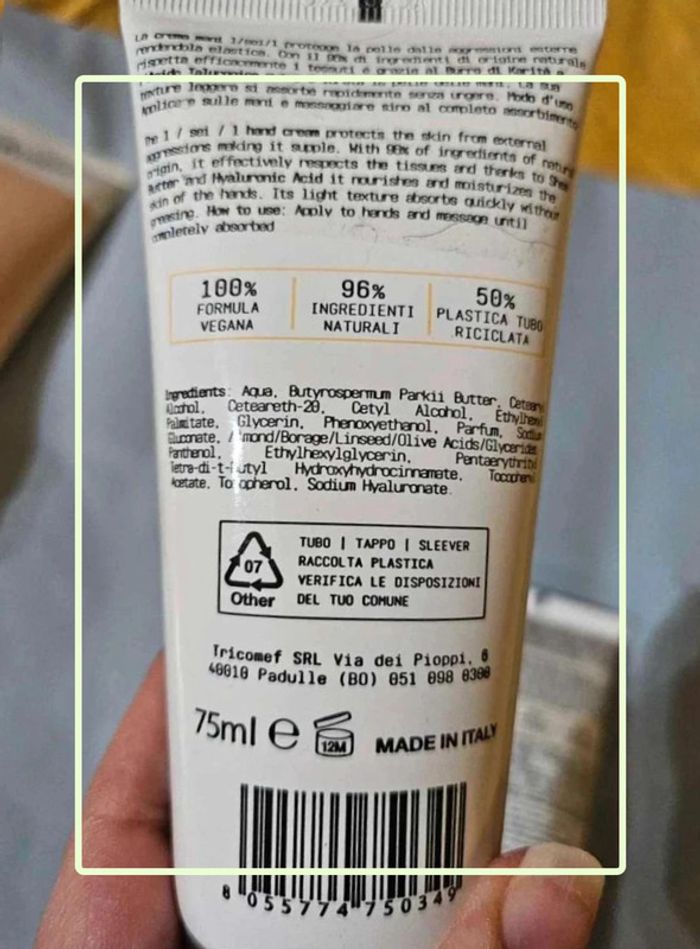 La crema mani 1/sei/1 protegge la pelle dalle aggressioni esterne
rendendola elastica. Con il 96% di ingredienti di origine naturale
rispetta efficacemente i tessuti e grazie al Burro di Karité e
texture leggera si assorbe rapidamente senza ungere. Modo d'uso
Applicare sulle mani e massaggiare sino al completo assorbimento
1 / sei / 1 hand cream protects the skin from external
making it supple. With 96% of ingredients of
origin, it effectively respects the tissues and thanks to Shea
Butter and Hyaluronic Acid it nourishes and moisturizes the
skin of the hands. Its light texture absorbs quickly without
greasing. How to use: Apply to hands and massage until
completely absorbed
100%
FORMULA
VEGANA
96%
INGREDIENTI
NATURALI
50%
PLASTICA TUBO
RICICLATA
Ingredients: Aqua, Butyrospermum Parkii Butter,
Alcohol, Ceteareth-20, Cetyl Alcohol,
Palmitate, Glycerin, Phenoxyethanol, Parfum, Sodium
Gluconate, Almond/Borage/Linseed/Olive Acids/Glycerides
Panthenol, Ethylhexylglycerin, Pentaerythrityl
Tetra-di-t-Butyl Hydroxyhydrocinnamate, Tocopheryl
Acetate, Tocopherol, Sodium Hyaluronate.
07
Other
TUBO | TAPPO | SLEEVER
RACCOLTA PLASTICA
VERIFICA LE DISPOSIZIONI
DEL TUO COMUNE
Tricomef SRL Via dei Pioppi, 8
40010 Padulle (BO) 051 098 0300
75ml e 12M MADE IN ITALY
8 055774 750349